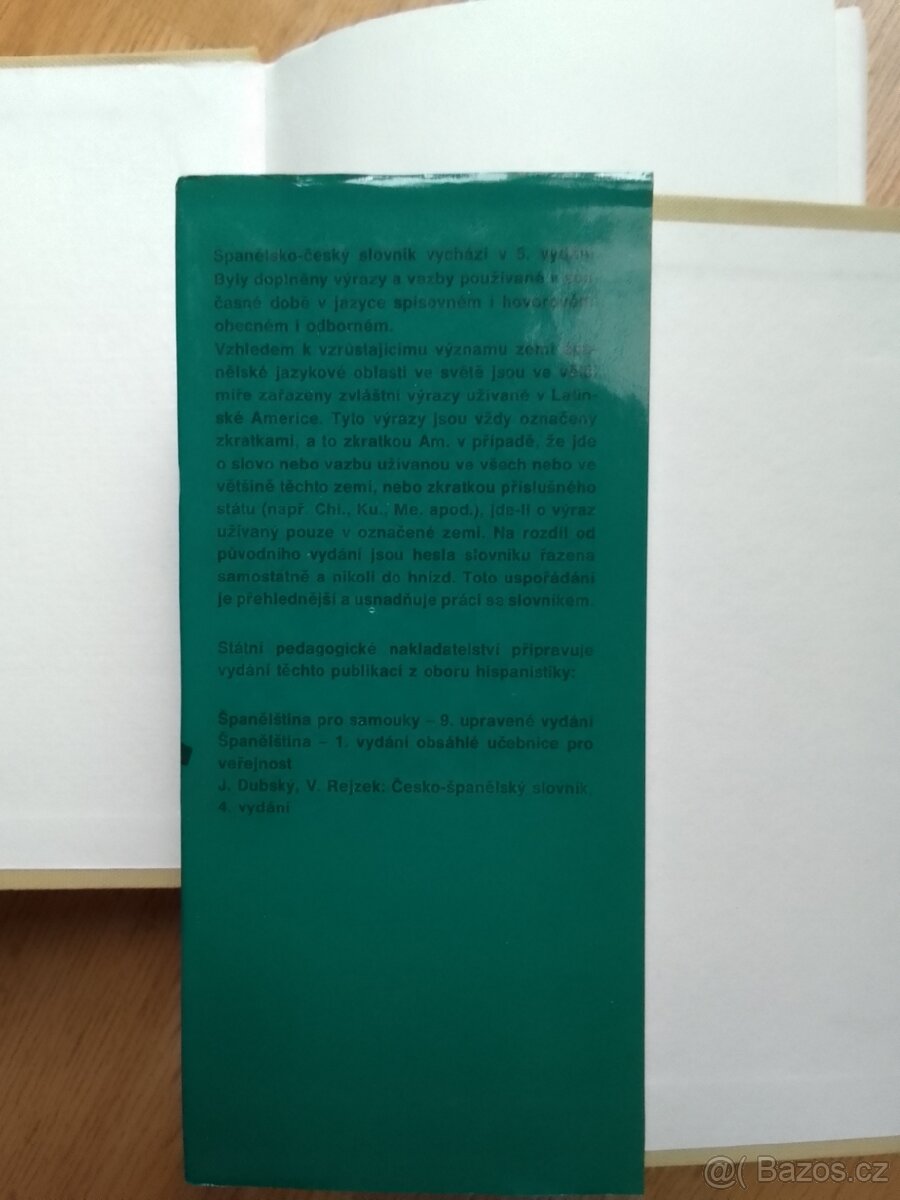 Španělsko-český slovník vychází v 5. vydání.
Byly doplněny výrazy a vazby používané v sou-
časné době v jazyce spisovném i hovorovém,
obecném i odborném.
Vzhledem k vzrůstajícímu významu zemí špa-
nělské jazykové oblasti ve světě jsou ve větší
míře zařazeny zvláštní výrazy užívané v Latin-
ské Americe. Tyto výrazy jsou vždy označeny
zkratkami, a to zkratkou Am. v případě, že jde
o slovo nebo vazbu užívanou ve všech nebo ve
většině těchto zemí, nebo zkratkou příslušného
státu (např. Chi., Ku., Me. apod.), jde-li o výraz
užívaný pouze v označené zemi. Na rozdíl od
původního vydání jsou hesla slovníku řazena
samostatně a nikoli do hnízd. Toto uspořádání
je přehlednější a usnadňuje práci se slovníkem.
Státní pedagogické nakladatelství připravuje
vydání těchto publikací z oboru hispanistiky:
Španělština pro samouky – 9. upravené vydání
Španělština – 1. vydání obsáhlé učebnice pro
veřejnost
J. Dubský, V. Rejzek: Česko-španělský slovník,
4. vydání
@( Bazos.cz